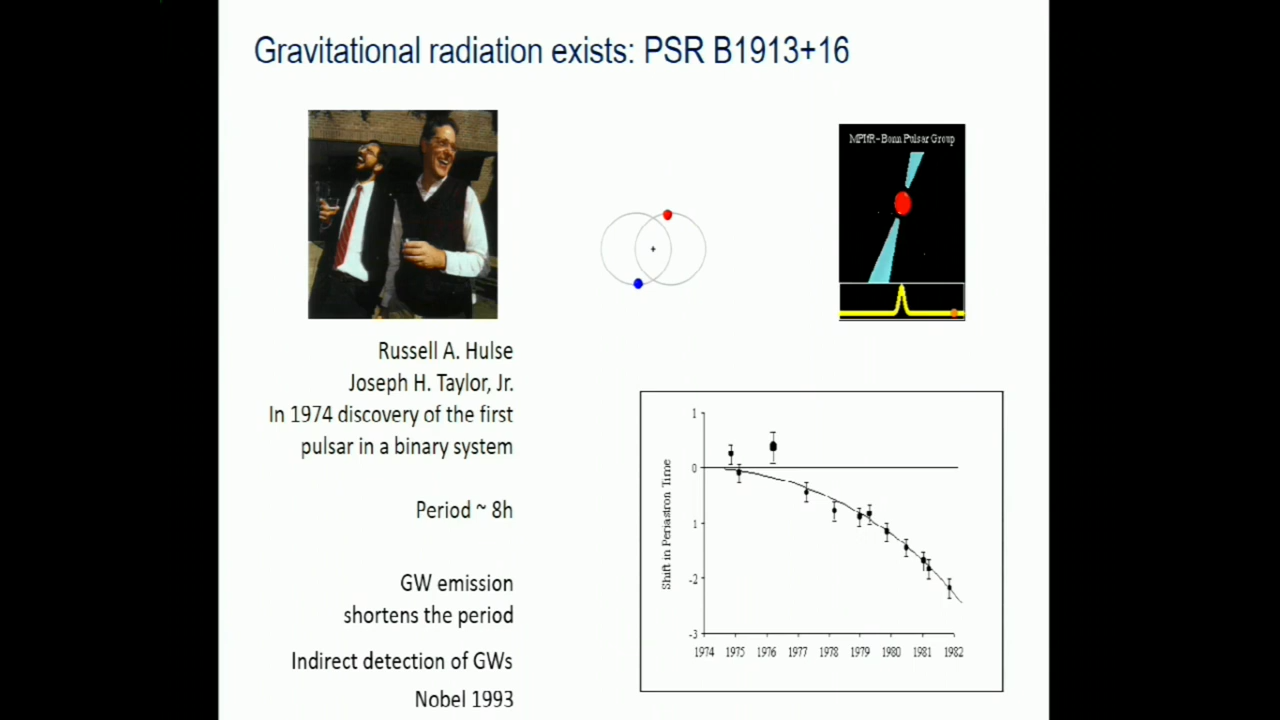 Gravitational radiation exists: PSR B1913+16
MPIfR-Bonn Pulsar Group
Russell A. Hulse
Joseph H. Taylor, Jr.
In 1974 discovery of the first
pulsar in a binary system
Period ~ 8h
GW emission
shortens the period
Indirect detection of GWs
Nobel 1993
Shift in Periastron Time
1
0
1
-2
-3
1974 1975 1976 1977 1978 1979 1980 1981 1982